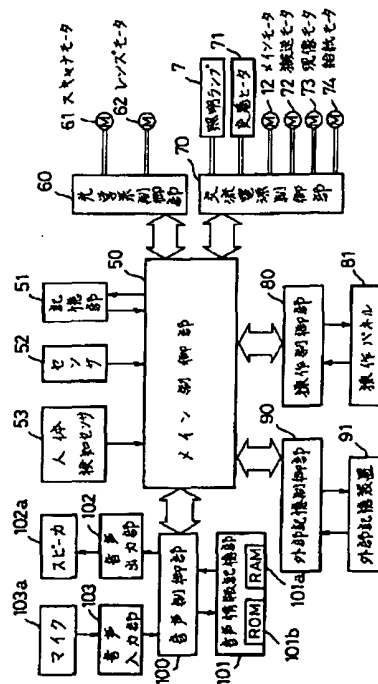 103a
マイク
103
音声入力部
100
音声制御部
101
音声情報記憶部
ROM
RAM
101b
101a
102a
スピーカ
102
音声出力部
53
人体検知センサ
52
センサ
51
記憶部
50
メイン制御部
90
外部記憶制御部
91
外部記憶装置
80
操作制御部
81
操作パネル
60
光学系制御部
61 スキャナモータ
62 レンズモータ
70
交流電源制御部
7
照明ランプ
71
定着ヒータ
12 メインモータ
72 搬送モータ
73 現像モータ
74 給紙モータ
M
M
M
M
M
M